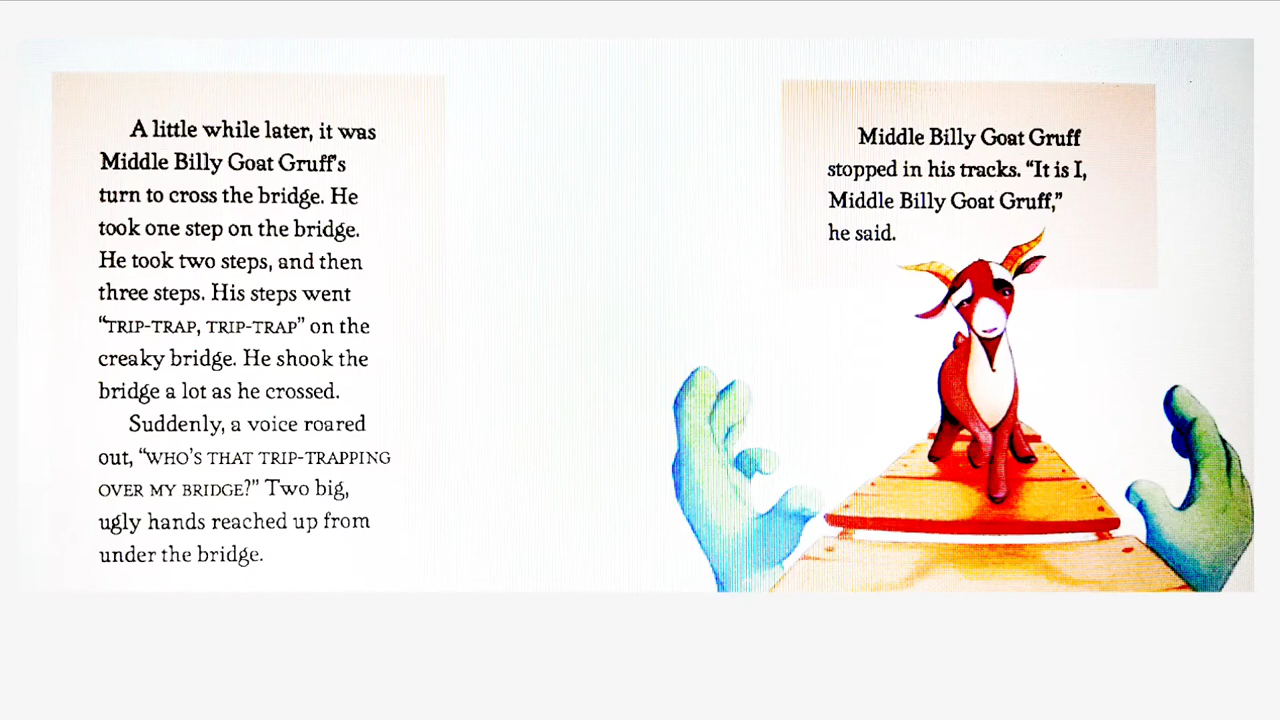 A little while later, it was
Middle Billy Goat Gruff's
turn to cross the bridge. He
took one step on the bridge.
He took two steps, and then
three steps. His steps went
“TRIP-TRAP, TRIP-TRAP” on the
creaky bridge. He shook the
bridge a lot as he crossed.
Suddenly, a voice roared
out, “WHO'S THAT TRIP-TRAPPING
OVER MY BRIDGE?” Two big,
ugly hands reached up from
under the bridge.
Middle Billy Goat Gruff
stopped in his tracks. “It is I,
Middle Billy Goat Gruff,”
he said.